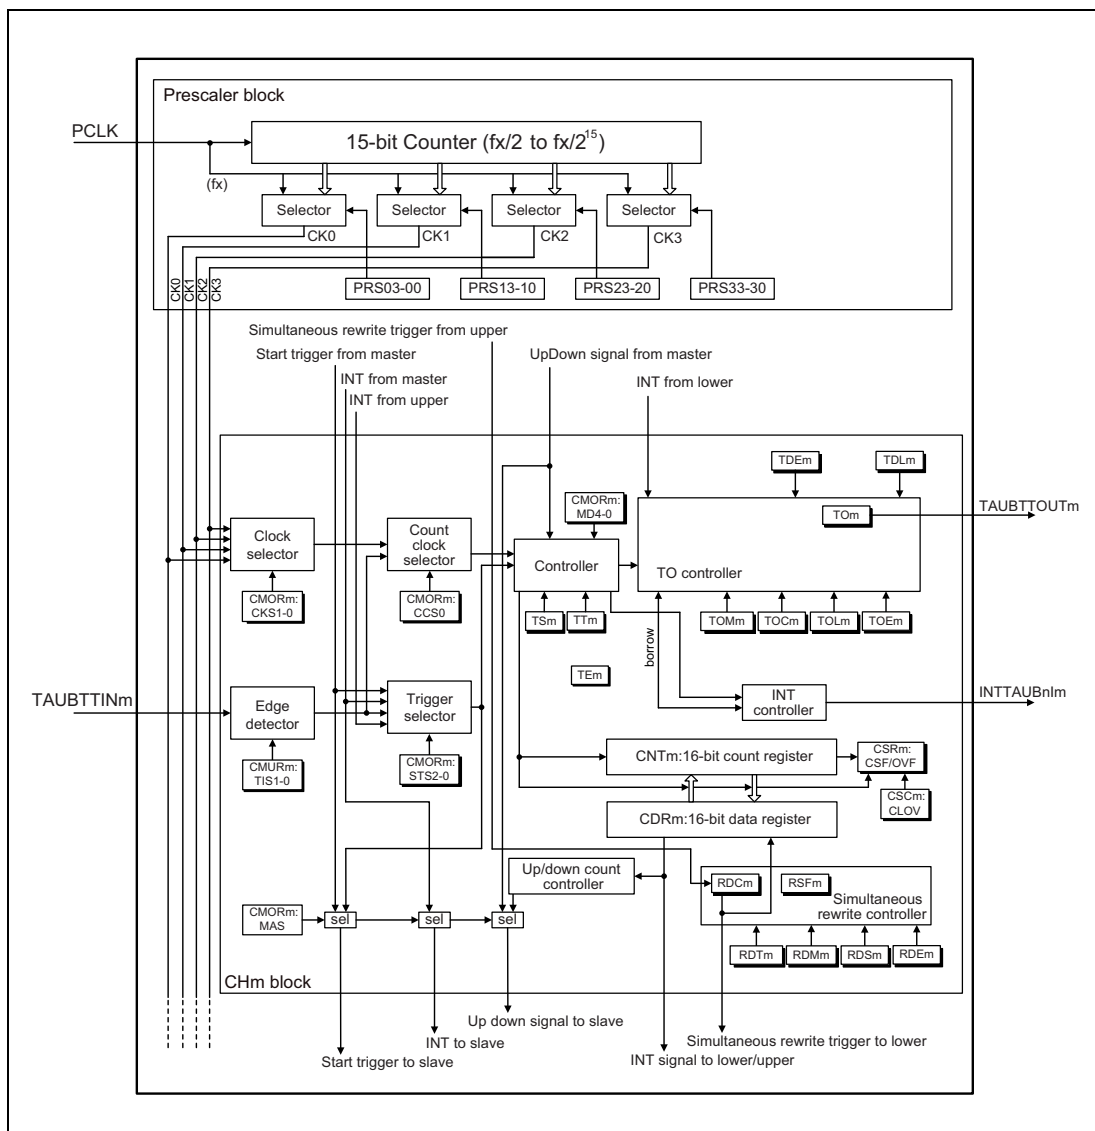 Prescaler block
PCLK
15-bit Counter (fx/2 to fx/2¹⁵)
(fx)
Selector
Selector
Selector
Selector
CK0
CK1
CK2
CK3
CK0
CK1
CK2
CK3
PRS03-00
PRS13-10
PRS23-20
PRS33-30
Simultaneous rewrite trigger from upper
Start trigger from master
UpDown signal from master
INT from master
INT from lower
INT from upper
TDEm
TDLm
CMORm:
MD4-0
TOm
TAUBTTOUTm
Clock
selector
Count
clock
selector
Controller
TO controller
CMORm:
CKS1-0
CMORm:
CCS0
TSm
TTm
TOMm
TOCm
TOLm
TOEm
borrow
TEm
TAUBTTINm
Edge
detector
Trigger
selector
INT
controller
INTTAUBnIm
CMURm:
TIS1-0
CMORm:
STS2-0
CNTm:16-bit count register
CSRm:
CSF/OVF
CSCm:
CLOV
CDRm:16-bit data register
Up/down count
controller
RDCm
RSFm
Simultaneous
rewrite controller
CMORm:
MAS
sel
sel
sel
RDTm
RDMm
RDSm
RDEm
CHm block
Up down signal to slave
INT to slave
Simultaneous rewrite trigger to lower
Start trigger to slave
INT signal to lower/upper